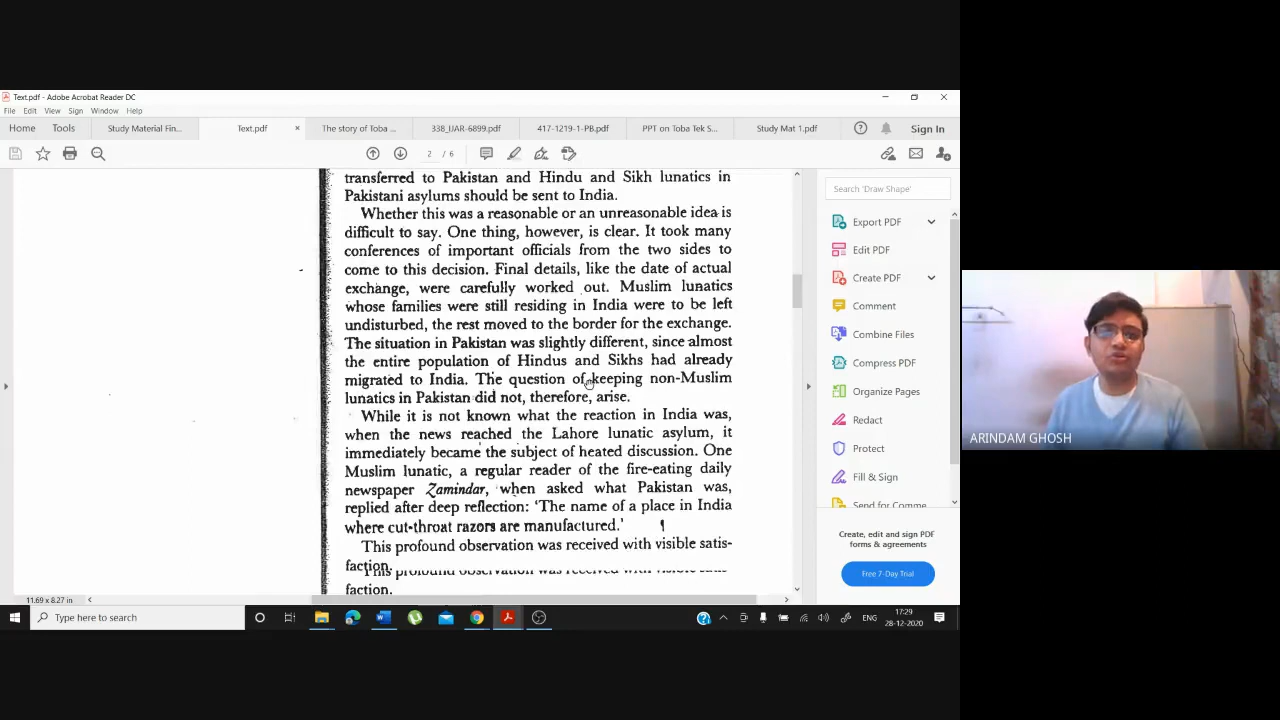 Text.pdf - Adobe Acrobat Reader DC
File Edit View Sign Window Help
Home Tools Study Material Fin... Text.pdf × The story of Toba ... 338_IJAR-6899.pdf 417-1219-1-PB.pdf PPT on Toba Tek S... Study Mat 1.pdf Sign In
2 / 6
transferred to Pakistan and Hindu and Sikh lunatics in
Pakistani asylums should be sent to India.
Whether this was a reasonable or an unreasonable idea is
difficult to say. One thing, however, is clear. It took many
conferences of important officials from the two sides to
come to this decision. Final details, like the date of actual
exchange, were carefully worked out. Muslim lunatics
whose families were still residing in India were to be left
undisturbed, the rest moved to the border for the exchange.
The situation in Pakistan was slightly different, since almost
the entire population of Hindus and Sikhs had already
migrated to India. The question of keeping non-Muslim
lunatics in Pakistan did not, therefore, arise.
While it is not known what the reaction in India was,
when the news reached the Lahore lunatic asylum, it
immediately became the subject of heated discussion. One
Muslim lunatic, a regular reader of the fire-eating daily
newspaper Zamindar, when asked what Pakistan was,
replied after deep reflection: 'The name of a place in India
where cut-throat razors are manufactured.'
This profound observation was received with visible satis-
faction.
This profound observation was received with visible satis-
faction.
11.69 x 8.27 in
Search 'Draw Shape'
Export PDF
Edit PDF
Create PDF
Comment
Combine Files
Compress PDF
Organize Pages
Redact
Protect
Fill & Sign
Send for Comme
Create, edit and sign PDF
forms & agreements
Free 7-Day Trial
Type here to search
ENG
17:29
28-12-2020
ARINDAM GHOSH